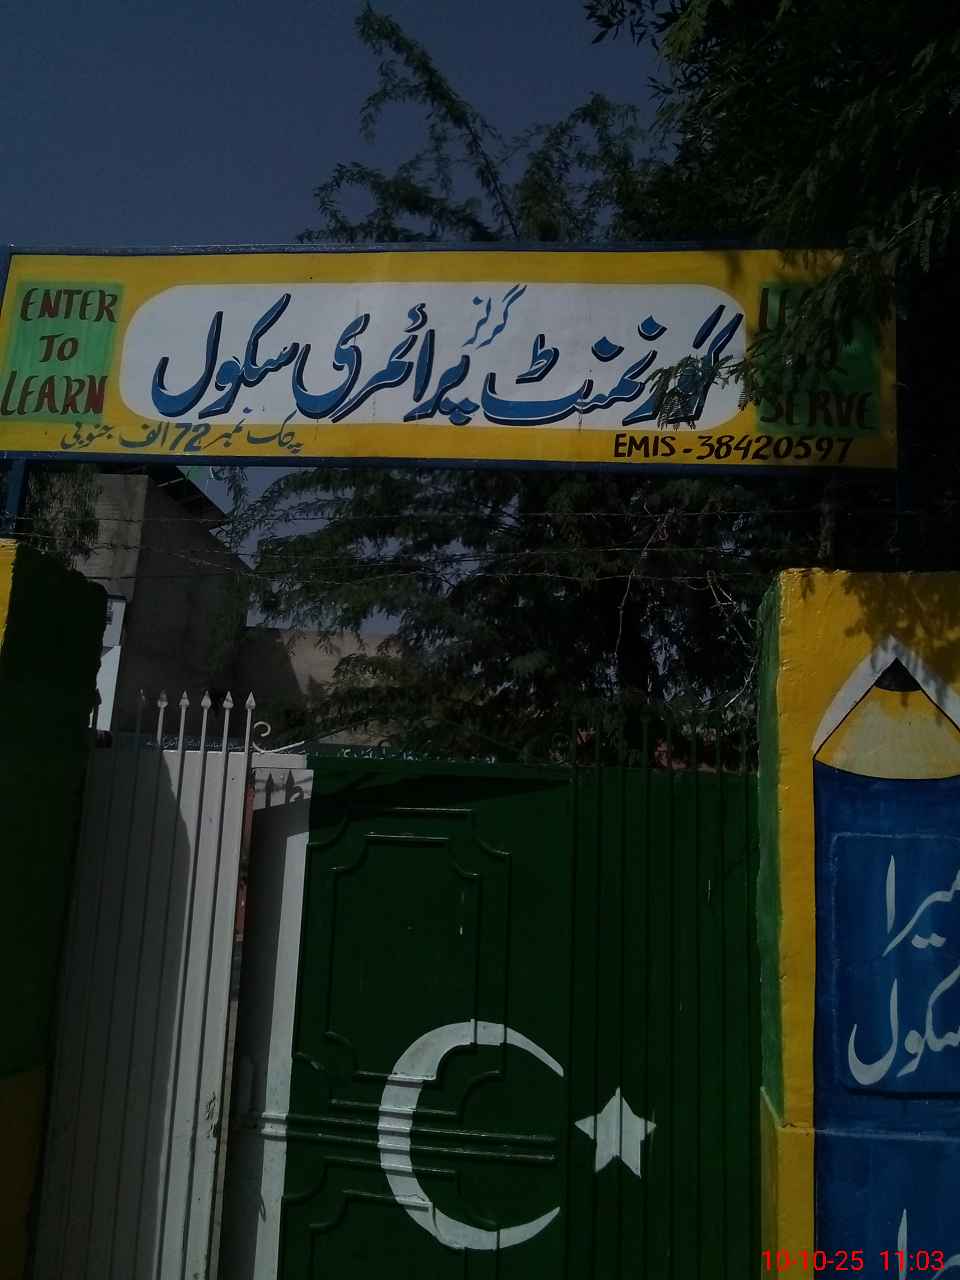 ENTER
TO
LEARN
گورنمنٹ گرلز پرائمری سکول
SERVE
چک نمبر 72 الف جنوبی
EMIS - 38420597
میرا
سکول
10-10-25 11:03